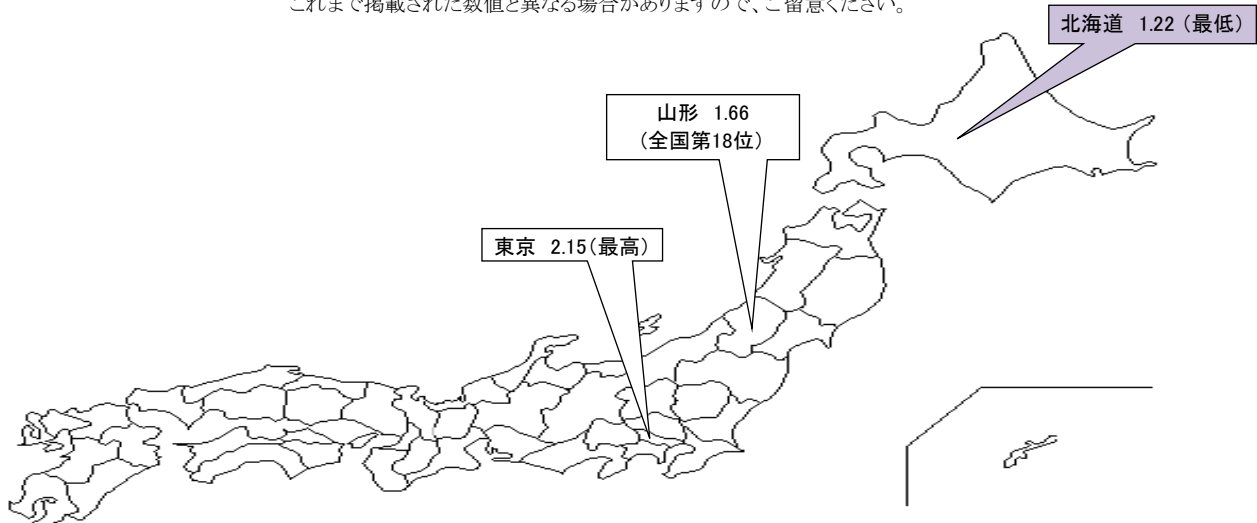 これまで掲載された数値と異なる場合がありますので、ご留意ください。
北海道 1.22 (最低)
山形 1.66
(全国第18位)
東京 2.15(最高)